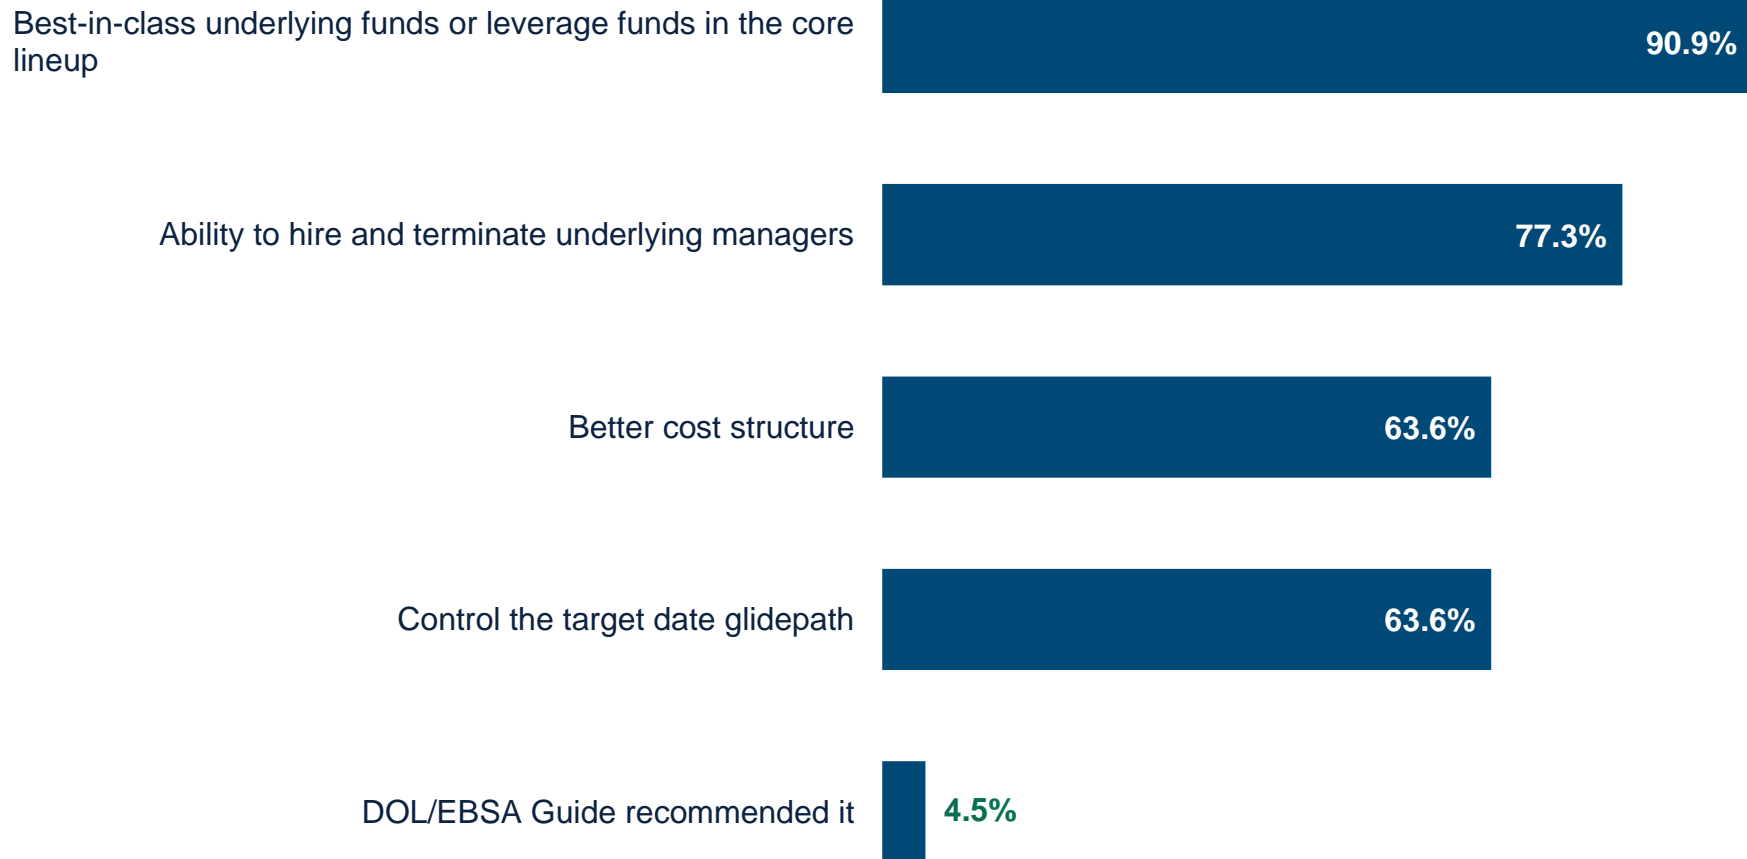 Best-in-class underlying funds or leverage funds in the core
lineup
90.9%
Ability to hire and terminate underlying managers
77.3%
Better cost structure
63.6%
Control the target date glidepath
63.6%
DOL/EBSA Guide recommended it
4.5%